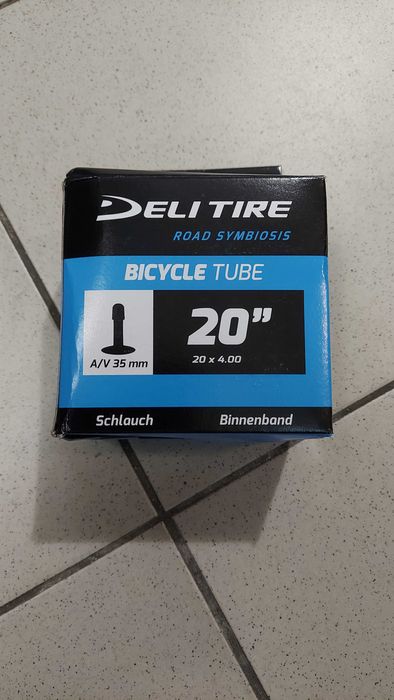 DELI TIRE
ROAD SYMBIOSIS
BICYCLE TUBE
A/V 35 mm
20”
20 x 4.00
Schlauch
Binnenband